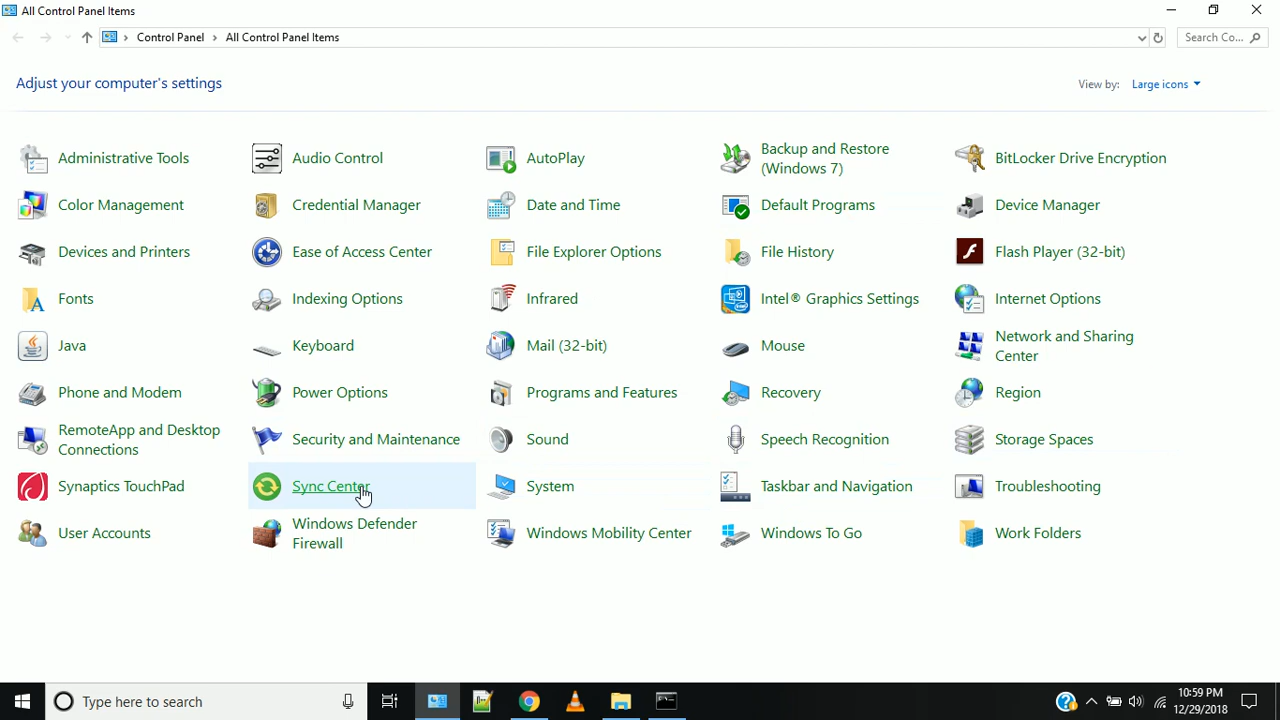 All Control Panel Items
Control Panel > All Control Panel Items
Search Co...
Adjust your computer's settings
View by: Large icons
Administrative Tools
Audio Control
AutoPlay
Backup and Restore
(Windows 7)
BitLocker Drive Encryption
Color Management
Credential Manager
Date and Time
Default Programs
Device Manager
Devices and Printers
Ease of Access Center
File Explorer Options
File History
Flash Player (32-bit)
Fonts
Indexing Options
Infrared
Intel® Graphics Settings
Internet Options
Java
Keyboard
Mail (32-bit)
Mouse
Network and Sharing
Center
Phone and Modem
Power Options
Programs and Features
Recovery
Region
RemoteApp and Desktop
Connections
Security and Maintenance
Sound
Speech Recognition
Storage Spaces
Synaptics TouchPad
Sync Center
System
Taskbar and Navigation
Troubleshooting
User Accounts
Windows Defender
Firewall
Windows Mobility Center
Windows To Go
Work Folders
Type here to search
10:59 PM
12/29/2018